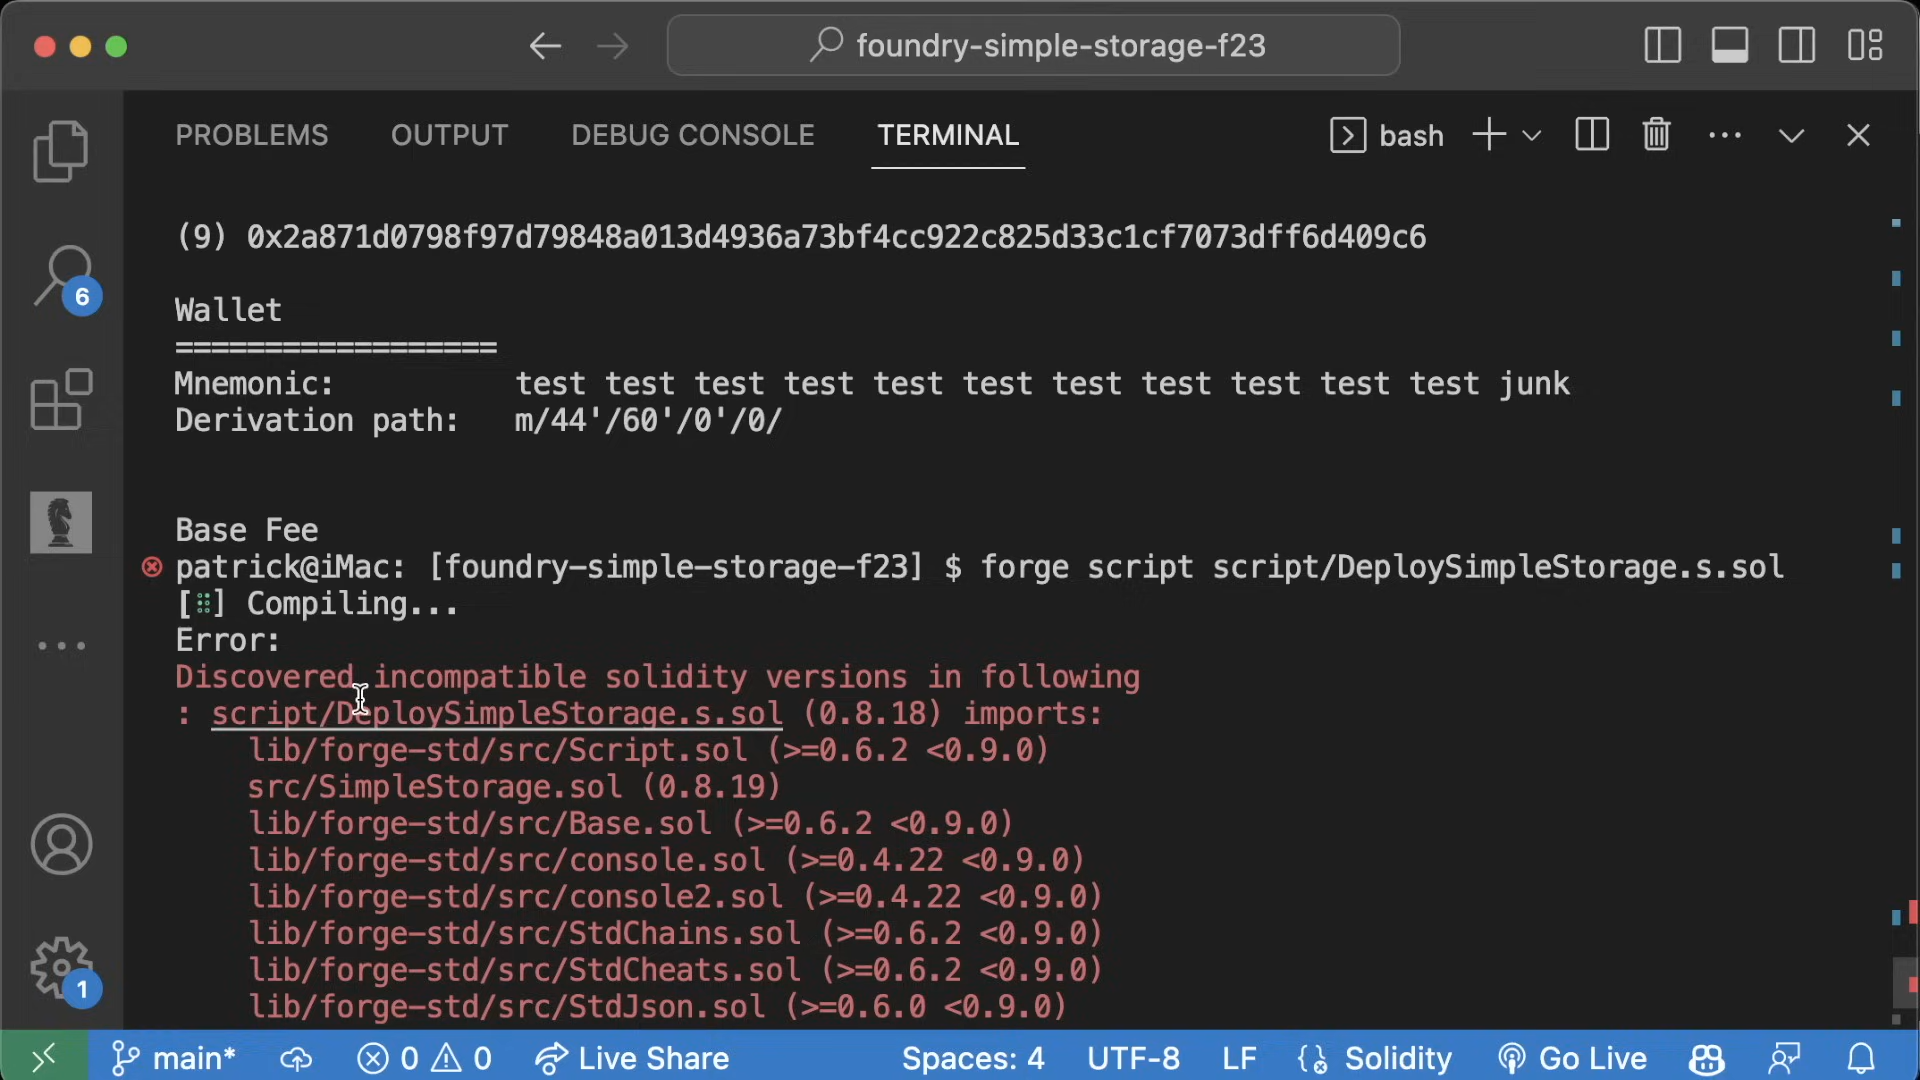 foundry-simple-storage-f23
PROBLEMS OUTPUT DEBUG CONSOLE TERMINAL bash
(9) 0x2a871d0798f97d79848a013d4936a73bf4cc922c825d33c1cf7073dff6d409c6
Wallet
==================
Mnemonic: test test test test test test test test test test test junk
Derivation path: m/44'/60'/0'/0/
Base Fee
patrick@iMac: [foundry-simple-storage-f23] $ forge script script/DeploySimpleStorage.s.sol
[⠿] Compiling...
Error:
Discovered incompatible solidity versions in following
: script/DeploySimpleStorage.s.sol (0.8.18) imports:
lib/forge-std/src/Script.sol (>=0.6.2 <0.9.0)
src/SimpleStorage.sol (0.8.19)
lib/forge-std/src/Base.sol (>=0.6.2 <0.9.0)
lib/forge-std/src/console.sol (>=0.4.22 <0.9.0)
lib/forge-std/src/console2.sol (>=0.4.22 <0.9.0)
lib/forge-std/src/StdChains.sol (>=0.6.2 <0.9.0)
lib/forge-std/src/StdCheats.sol (>=0.6.2 <0.9.0)
lib/forge-std/src/StdJson.sol (>=0.6.0 <0.9.0)
6
1
main* 0 0 Live Share Spaces: 4 UTF-8 LF Solidity Go Live